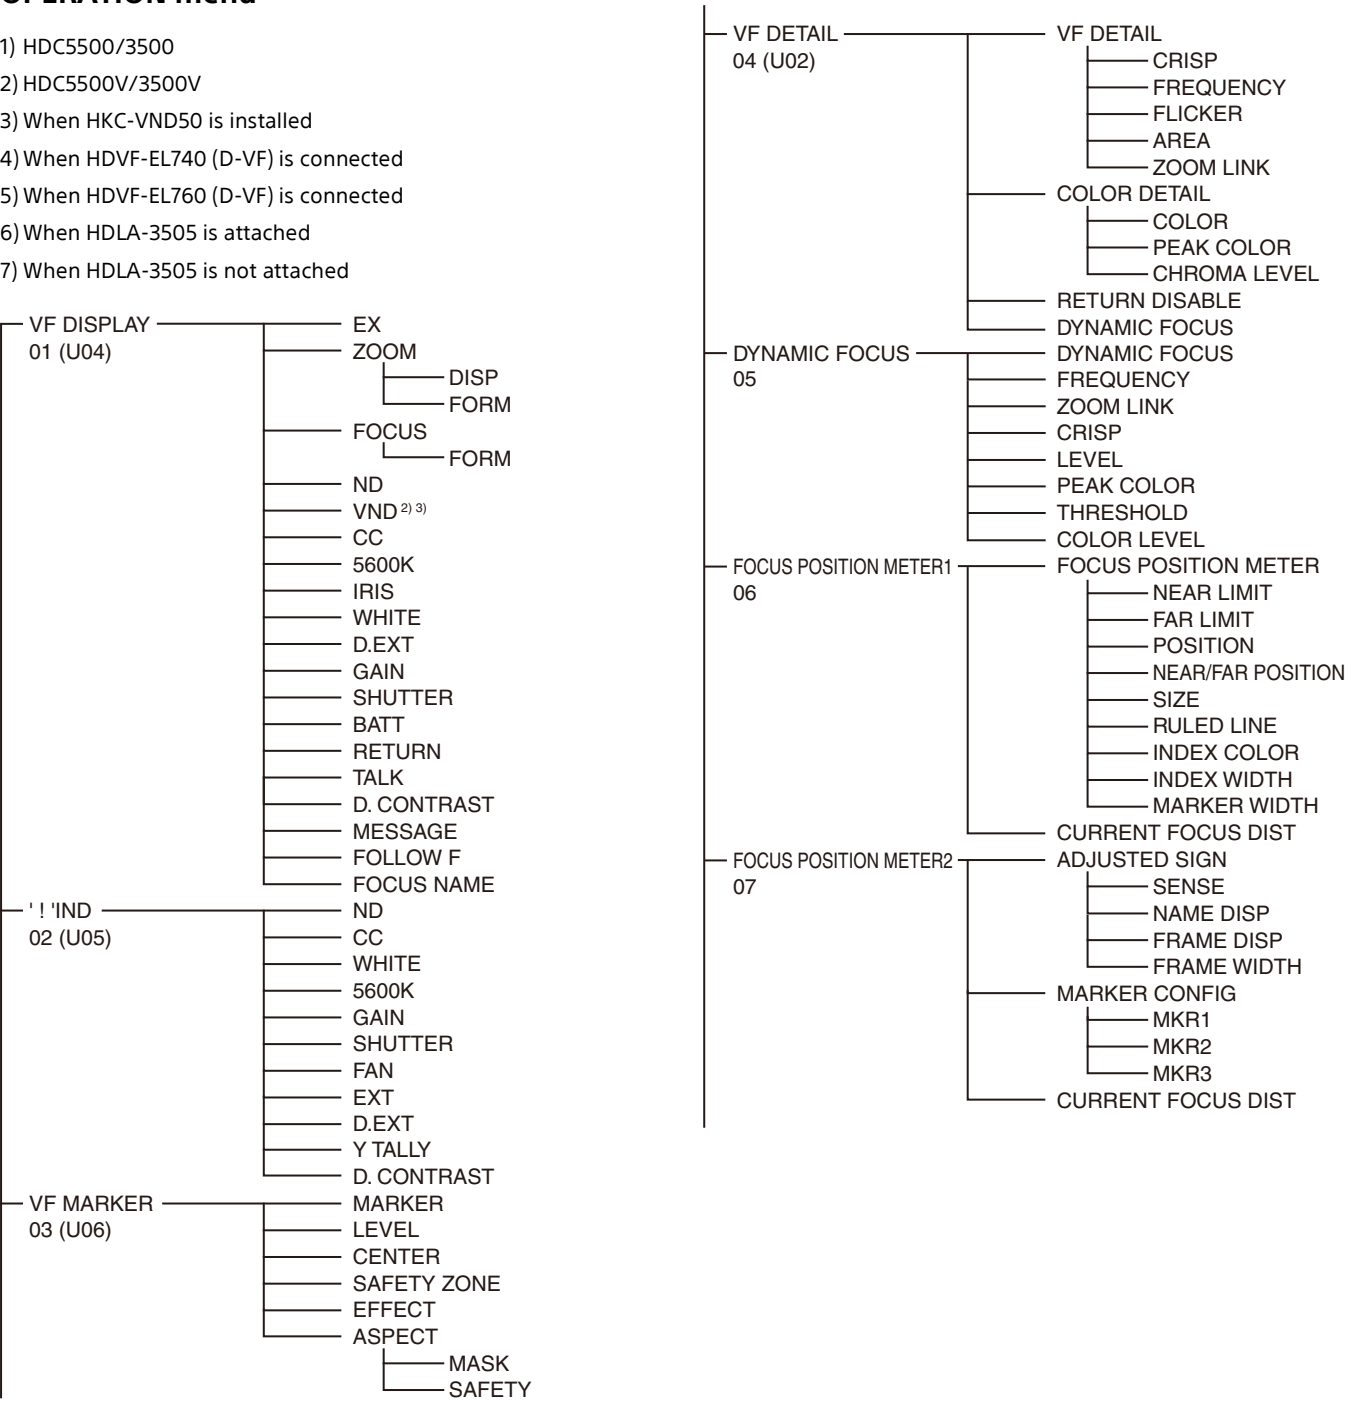 OPERATION menu
1) HDC5500/3500
2) HDC5500V/3500V
3) When HKC-VND50 is installed
4) When HDVF-EL740 (D-VF) is connected
5) When HDVF-EL760 (D-VF) is connected
6) When HDLA-3505 is attached
7) When HDLA-3505 is not attached
VF DISPLAY
01 (U04)
EX
ZOOM
DISP
FORM
FOCUS
FORM
ND
VND 2) 3)
CC
5600K
IRIS
WHITE
D.EXT
GAIN
SHUTTER
BATT
RETURN
TALK
D. CONTRAST
MESSAGE
FOLLOW F
FOCUS NAME
' ! 'IND
02 (U05)
ND
CC
WHITE
5600K
GAIN
SHUTTER
FAN
EXT
D.EXT
Y TALLY
D. CONTRAST
VF MARKER
03 (U06)
MARKER
LEVEL
CENTER
SAFETY ZONE
EFFECT
ASPECT
MASK
SAFETY
VF DETAIL
04 (U02)
VF DETAIL
CRISP
FREQUENCY
FLICKER
AREA
ZOOM LINK
COLOR DETAIL
COLOR
PEAK COLOR
CHROMA LEVEL
RETURN DISABLE
DYNAMIC FOCUS
DYNAMIC FOCUS
05
DYNAMIC FOCUS
FREQUENCY
ZOOM LINK
CRISP
LEVEL
PEAK COLOR
THRESHOLD
COLOR LEVEL
FOCUS POSITION METER1
06
FOCUS POSITION METER
NEAR LIMIT
FAR LIMIT
POSITION
NEAR/FAR POSITION
SIZE
RULED LINE
INDEX COLOR
INDEX WIDTH
MARKER WIDTH
CURRENT FOCUS DIST
FOCUS POSITION METER2
07
ADJUSTED SIGN
SENSE
NAME DISP
FRAME DISP
FRAME WIDTH
MARKER CONFIG
MKR1
MKR2
MKR3
CURRENT FOCUS DIST